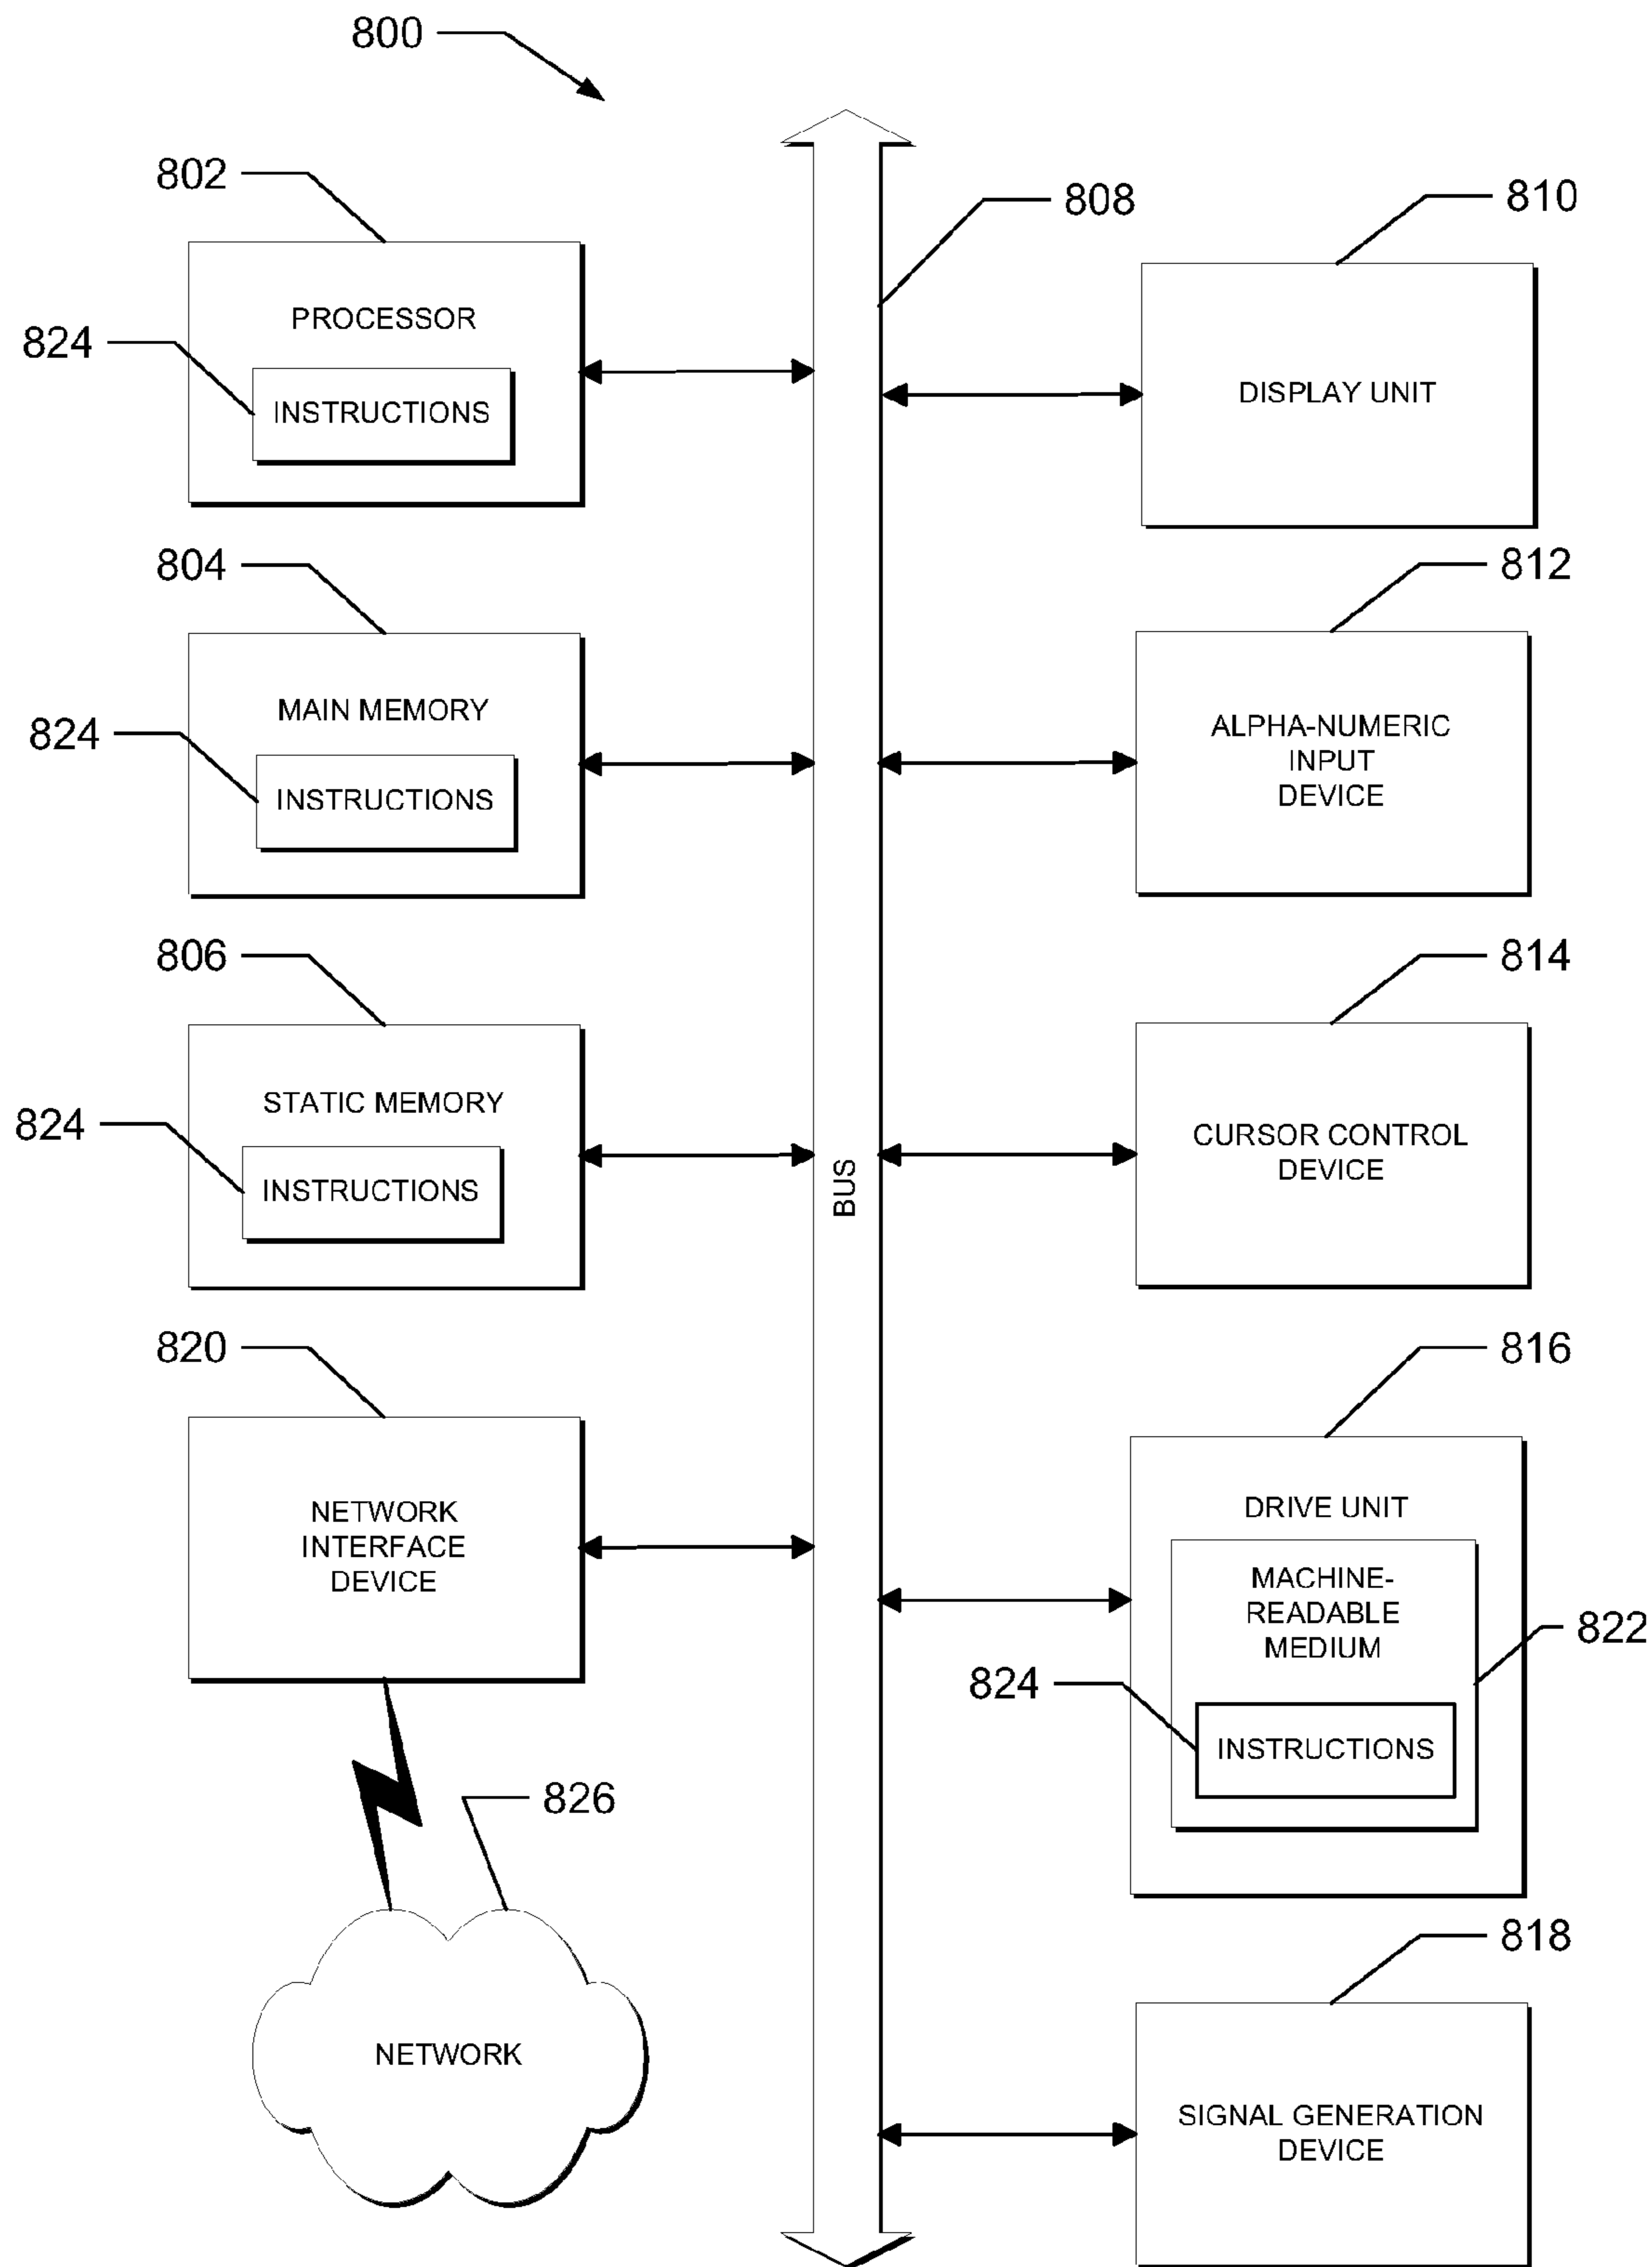 800
802
PROCESSOR
824
INSTRUCTIONS
804
MAIN MEMORY
824
INSTRUCTIONS
806
STATIC MEMORY
824
INSTRUCTIONS
820
NETWORK
INTERFACE
DEVICE
826
NETWORK
808
BUS
810
DISPLAY UNIT
812
ALPHA-NUMERIC
INPUT
DEVICE
814
CURSOR CONTROL
DEVICE
816
DRIVE UNIT
MACHINE-
READABLE
MEDIUM
822
824
INSTRUCTIONS
818
SIGNAL GENERATION
DEVICE